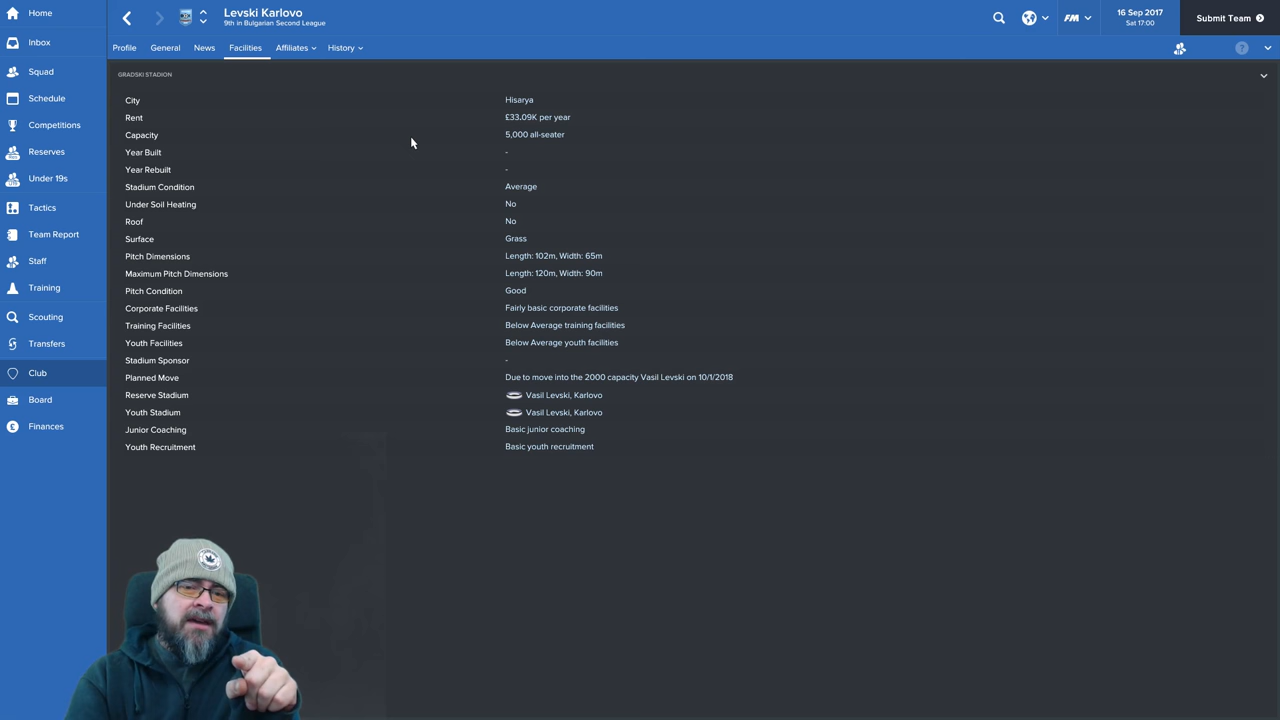 Home
Inbox
Squad
Schedule
Competitions
Reserves
Under 19s
Tactics
Team Report
Staff
Training
Scouting
Transfers
Club
Board
Finances
Levski Karlovo
9th in Bulgarian Second League
FM
16 Sep 2017
Sat 17:00
Submit Team
Profile General News Facilities Affiliates History
?
GRADSKI STADION
City Hisarya
Rent £33.09K per year
Capacity 5,000 all-seater
Year Built -
Year Rebuilt -
Stadium Condition Average
Under Soil Heating No
Roof No
Surface Grass
Pitch Dimensions Length: 102m, Width: 65m
Maximum Pitch Dimensions Length: 120m, Width: 90m
Pitch Condition Good
Corporate Facilities Fairly basic corporate facilities
Training Facilities Below Average training facilities
Youth Facilities Below Average youth facilities
Stadium Sponsor -
Planned Move Due to move into the 2000 capacity Vasil Levski on 10/1/2018
Reserve Stadium Vasil Levski, Karlovo
Youth Stadium Vasil Levski, Karlovo
Junior Coaching Basic junior coaching
Youth Recruitment Basic youth recruitment